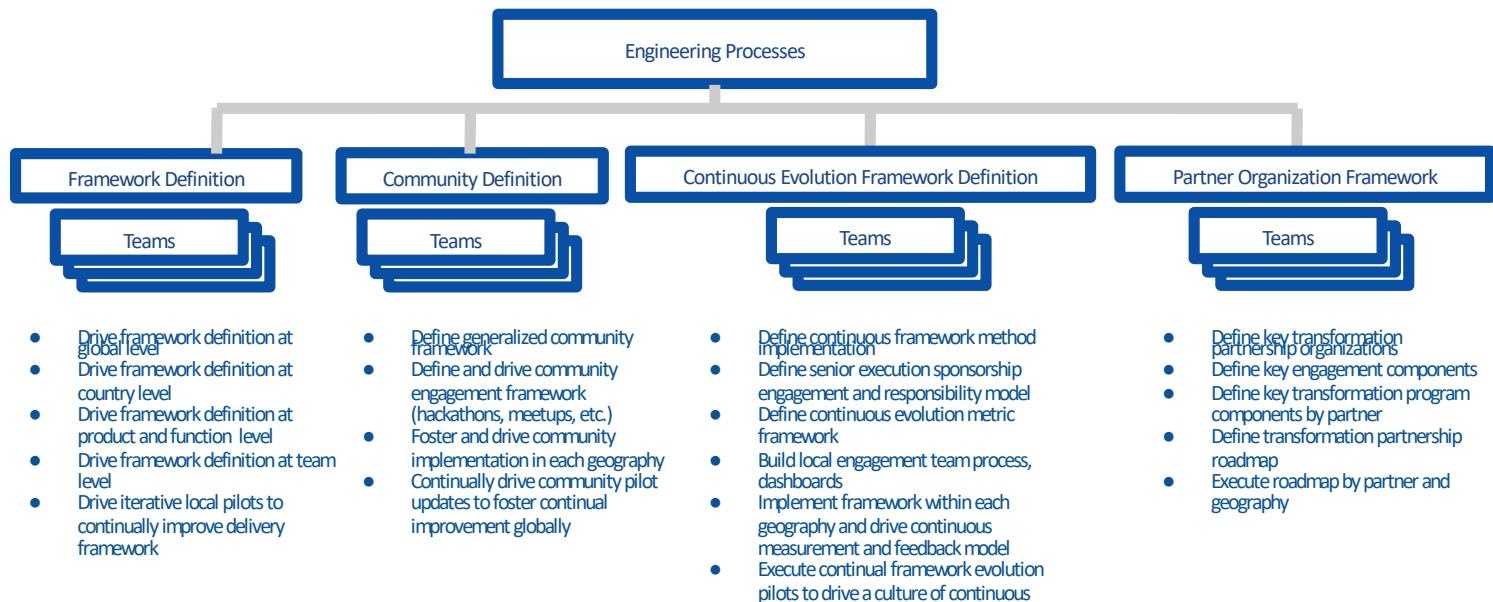 Engineering Processes
Framework Definition
Community Definition
Continuous Evolution Framework Definition
Partner Organization Framework
Teams
Teams
Teams
Teams
● Drive framework definition at
global level
● Drive framework definition at
country level
● Drive framework definition at
product and function level
● Drive framework definition at team
level
● Drive iterative local pilots to
continually improve delivery
framework
● Define generalized community
framework
● Define and drive community
engagement framework
(hackathons, meetups, etc.)
● Foster and drive community
implementation in each geography
● Continually drive community pilot
updates to foster continual
improvement globally
● Define continuous framework method
implementation
● Define senior execution sponsorship
engagement and responsibility model
● Define continuous evolution metric
framework
● Build local engagement team process,
dashboards
● Implement framework within each
geography and drive continuous
measurement and feedback model
● Execute continual framework evolution
pilots to drive a culture of continuous
● Define key transformation
partnership organizations
● Define key engagement components
● Define key transformation program
components by partner
● Define transformation partnership
roadmap
● Execute roadmap by partner and
geography